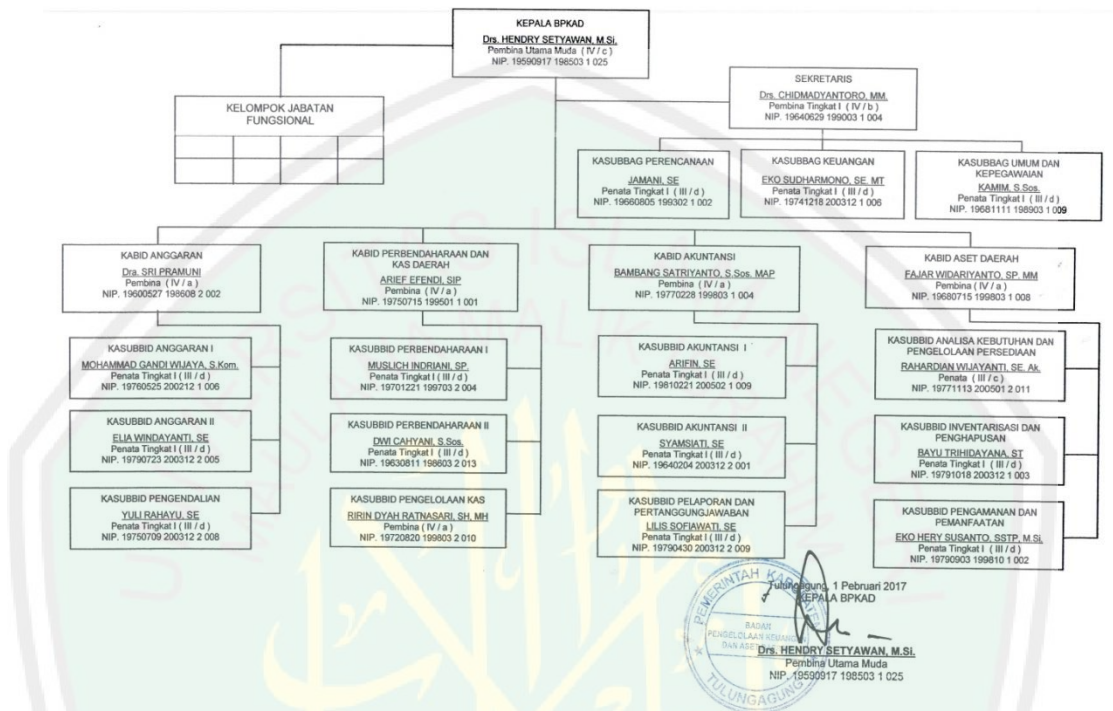 KEPALA BPKAD
Drs. HENDRY SETYAWAN, M.Si.
Pembina Utama Muda ( IV / c )
NIP. 19590917 198503 1 025
KELOMPOK JABATAN
FUNGSIONAL
SEKRETARIS
Drs. CHIDMADYANTORO, MM.
Pembina Tingkat I ( IV / b )
NIP. 19640629 199003 1 004
KASUBBAG PERENCANAAN
JAMANI, SE
Penata Tingkat I ( III / d )
NIP. 19660805 199302 1 002
KASUBBAG KEUANGAN
EKO SUDHARMONO, SE. MT
Penata Tingkat I ( III / d )
NIP. 19741218 200312 1 006
KASUBBAG UMUM DAN
KEPEGAWAIAN
KAMIM, S.Sos.
Penata Tingkat I ( III / d )
NIP. 19681111 198903 1 009
KABID ANGGARAN
Dra. SRI PRAMUNI
Pembina ( IV / a )
NIP. 19600527 198608 2 002
KABID PERBENDAHARAAN DAN
KAS DAERAH
ARIEF EFENDI, SIP
Pembina ( IV / a )
NIP. 19750715 199501 1 001
KABID AKUNTANSI
BAMBANG SATRIYANTO, S.Sos. MAP
Pembina ( IV / a )
NIP. 19770228 199803 1 004
KABID ASET DAERAH
FAJAR WIDARIYANTO, SP. MM
Pembina ( IV / a )
NIP. 19680715 199803 1 008
KASUBBID ANGGARAN I
MOHAMMAD GANDI WIJAYA, S.Kom.
Penata Tingkat I ( III / d )
NIP. 19760525 200212 1 006
KASUBBID PERBENDAHARAAN I
MUSLICH INDRIANI, SP.
Penata Tingkat I ( III / d )
NIP. 19701221 199703 2 004
KASUBBID AKUNTANSI I
ARIFIN, SE
Penata Tingkat I ( III / d )
NIP. 19810221 200502 1 009
KASUBBID ANALISA KEBUTUHAN DAN
PENGELOLAAN PERSEDIAAN
RAHARDIAN WIJAYANTI, SE, Ak.
Penata ( III / c )
NIP. 19771113 200501 2 011
KASUBBID ANGGARAN II
ELIA WINDAYANTI, SE
Penata Tingkat I ( III / d )
NIP. 19790723 200312 2 005
KASUBBID PERBENDAHARAAN II
DWI CAHYANI, S.Sos.
Penata Tingkat I ( III / d )
NIP. 19630811 198603 2 013
KASUBBID AKUNTANSI II
SYAMSIATI, SE
Penata Tingkat I ( III / d )
NIP. 19640204 200312 2 001
KASUBBID INVENTARISASI DAN
PENGHAPUSAN
BAYU TRIHIDAYANA, ST
Penata Tingkat I ( III / d )
NIP. 19791018 200312 1 003
KASUBBID PENGENDALIAN
YULI RAHAYU, SE
Penata Tingkat I ( III / d )
NIP. 19750709 200312 2 008
KASUBBID PENGELOLAAN KAS
RIRIN DYAH RATNASARI, SH, MH
Pembina ( IV / a )
NIP. 19720820 199803 2 010
KASUBBID PELAPORAN DAN
PERTANGGUNGJAWABAN
LILIS SOFIAWATI, SE
Penata Tingkat I ( III / d )
NIP. 19790430 200312 2 009
KASUBBID PENGAMANAN DAN
PEMANFAATAN
EKO HERY SUSANTO, SSTP, M.Si.
Penata Tingkat I ( III / d )
NIP. 19790903 199810 1 002
Tulungagung, 1 Pebruari 2017
KEPALA BPKAD
PEMERINTAH KABUPATEN
BADAN
PENGELOLAAN KEUANGAN
DAN ASET
TULUNGAGUNG
Drs. HENDRY SETYAWAN, M.Si.
Pembina Utama Muda
NIP. 19590917 198503 1 025